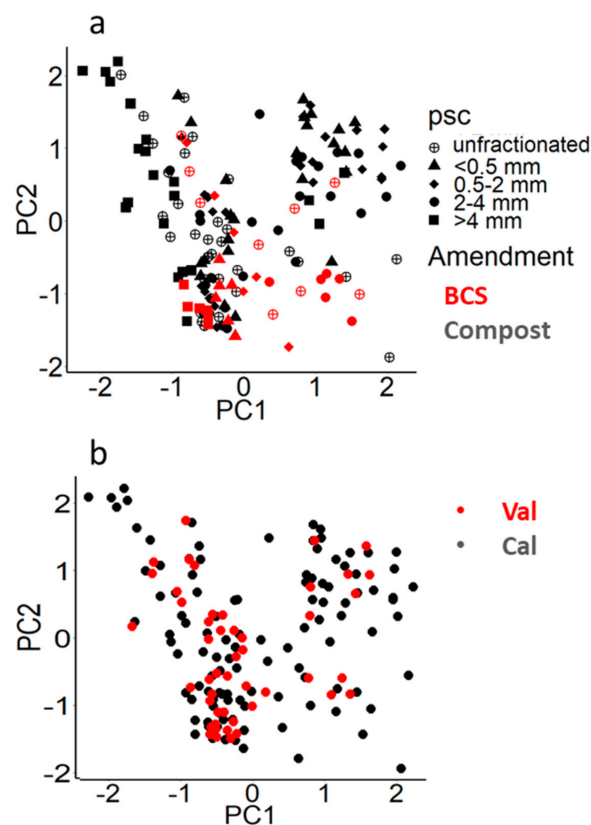 a
2
1
0
-1
-2
PC2
-2 -1 0 1 2
PC1
psc
unfractionated
<0.5 mm
0.5-2 mm
2-4 mm
>4 mm
Amendment
BCS
Compost
b
2
1
0
-1
-2
PC2
-2 -1 0 1 2
PC1
Val
Cal